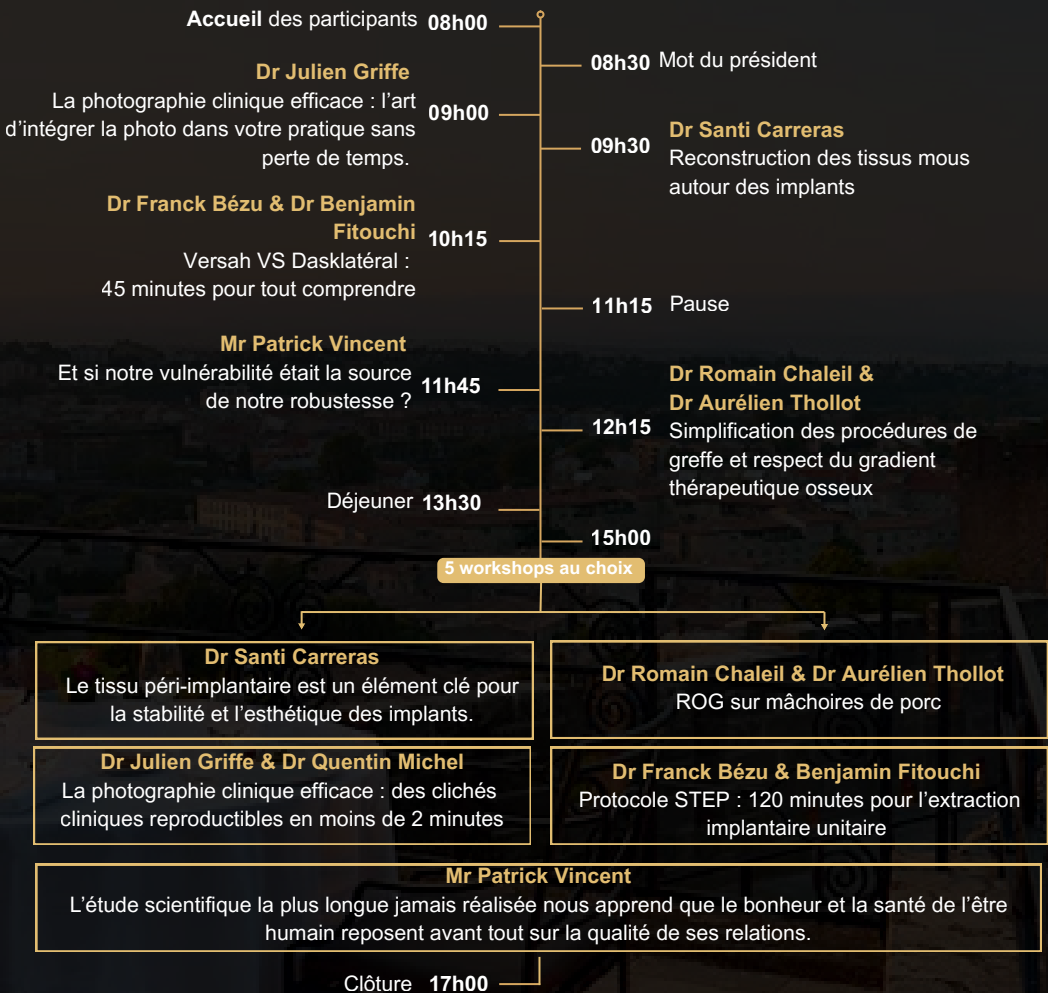 Accueil des participants 08h00
08h30 Mot du président
Dr Julien Griffe
La photographie clinique efficace : l’art
d’intégrer la photo dans votre pratique sans
perte de temps.
09h00
09h30
Dr Santi Carreras
Reconstruction des tissus mous
autour des implants
Dr Franck Bézu & Dr Benjamin
Fitouchi
10h15
Versah VS Dasklatéral :
45 minutes pour tout comprendre
11h15 Pause
Mr Patrick Vincent
Et si notre vulnérabilité était la source
de notre robustesse ?
11h45
Dr Romain Chaleil &
Dr Aurélien Thollot
12h15
Simplification des procédures de
greffe et respect du gradient
thérapeutique osseux
Déjeuner 13h30
15h00
5 workshops au choix
Dr Santi Carreras
Le tissu péri-implantaire est un élément clé pour
la stabilité et l’esthétique des implants.
Dr Romain Chaleil & Dr Aurélien Thollot
ROG sur mâchoires de porc
Dr Julien Griffe & Dr Quentin Michel
La photographie clinique efficace : des clichés
cliniques reproductibles en moins de 2 minutes
Dr Franck Bézu & Benjamin Fitouchi
Protocole STEP : 120 minutes pour l’extraction
implantaire unitaire
Mr Patrick Vincent
L’étude scientifique la plus longue jamais réalisée nous apprend que le bonheur et la santé de l’être
humain reposent avant tout sur la qualité de ses relations.
Clôture 17h00